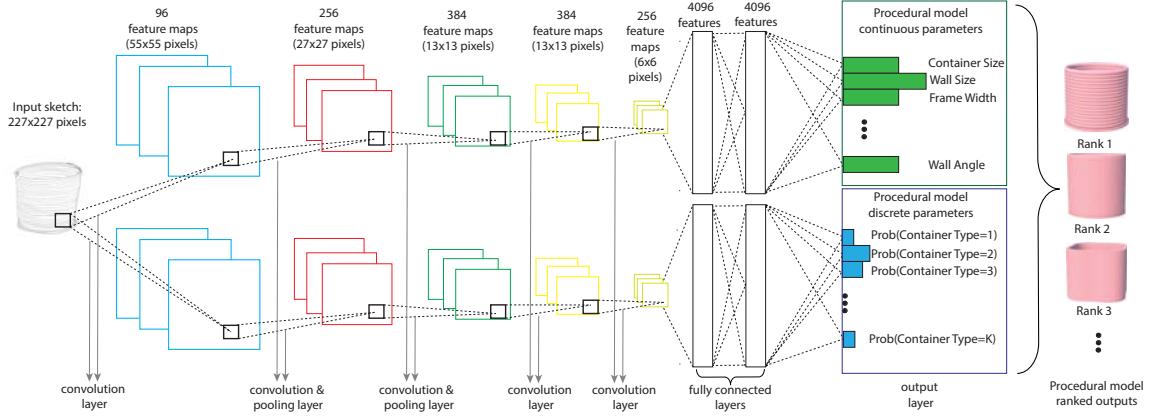 96
feature maps
(55x55 pixels)
256
feature maps
(27x27 pixels)
384
feature maps
(13x13 pixels)
384
feature maps
(13x13 pixels)
256
feature
maps
(6x6
pixels)
4096
features
4096
features
Input sketch:
227x227 pixels
Procedural model
continuous parameters
Container Size
Wall Size
Frame Width
Wall Angle
Procedural model
discrete parameters
Prob(Container Type=1)
Prob(Container Type=2)
Prob(Container Type=3)
Prob(Container Type=K)
Rank 1
Rank 2
Rank 3
convolution
layer
convolution &
pooling layer
convolution &
pooling layer
convolution
layer
convolution
layer
fully connected
layers
output
layer
Procedural model
ranked outputs